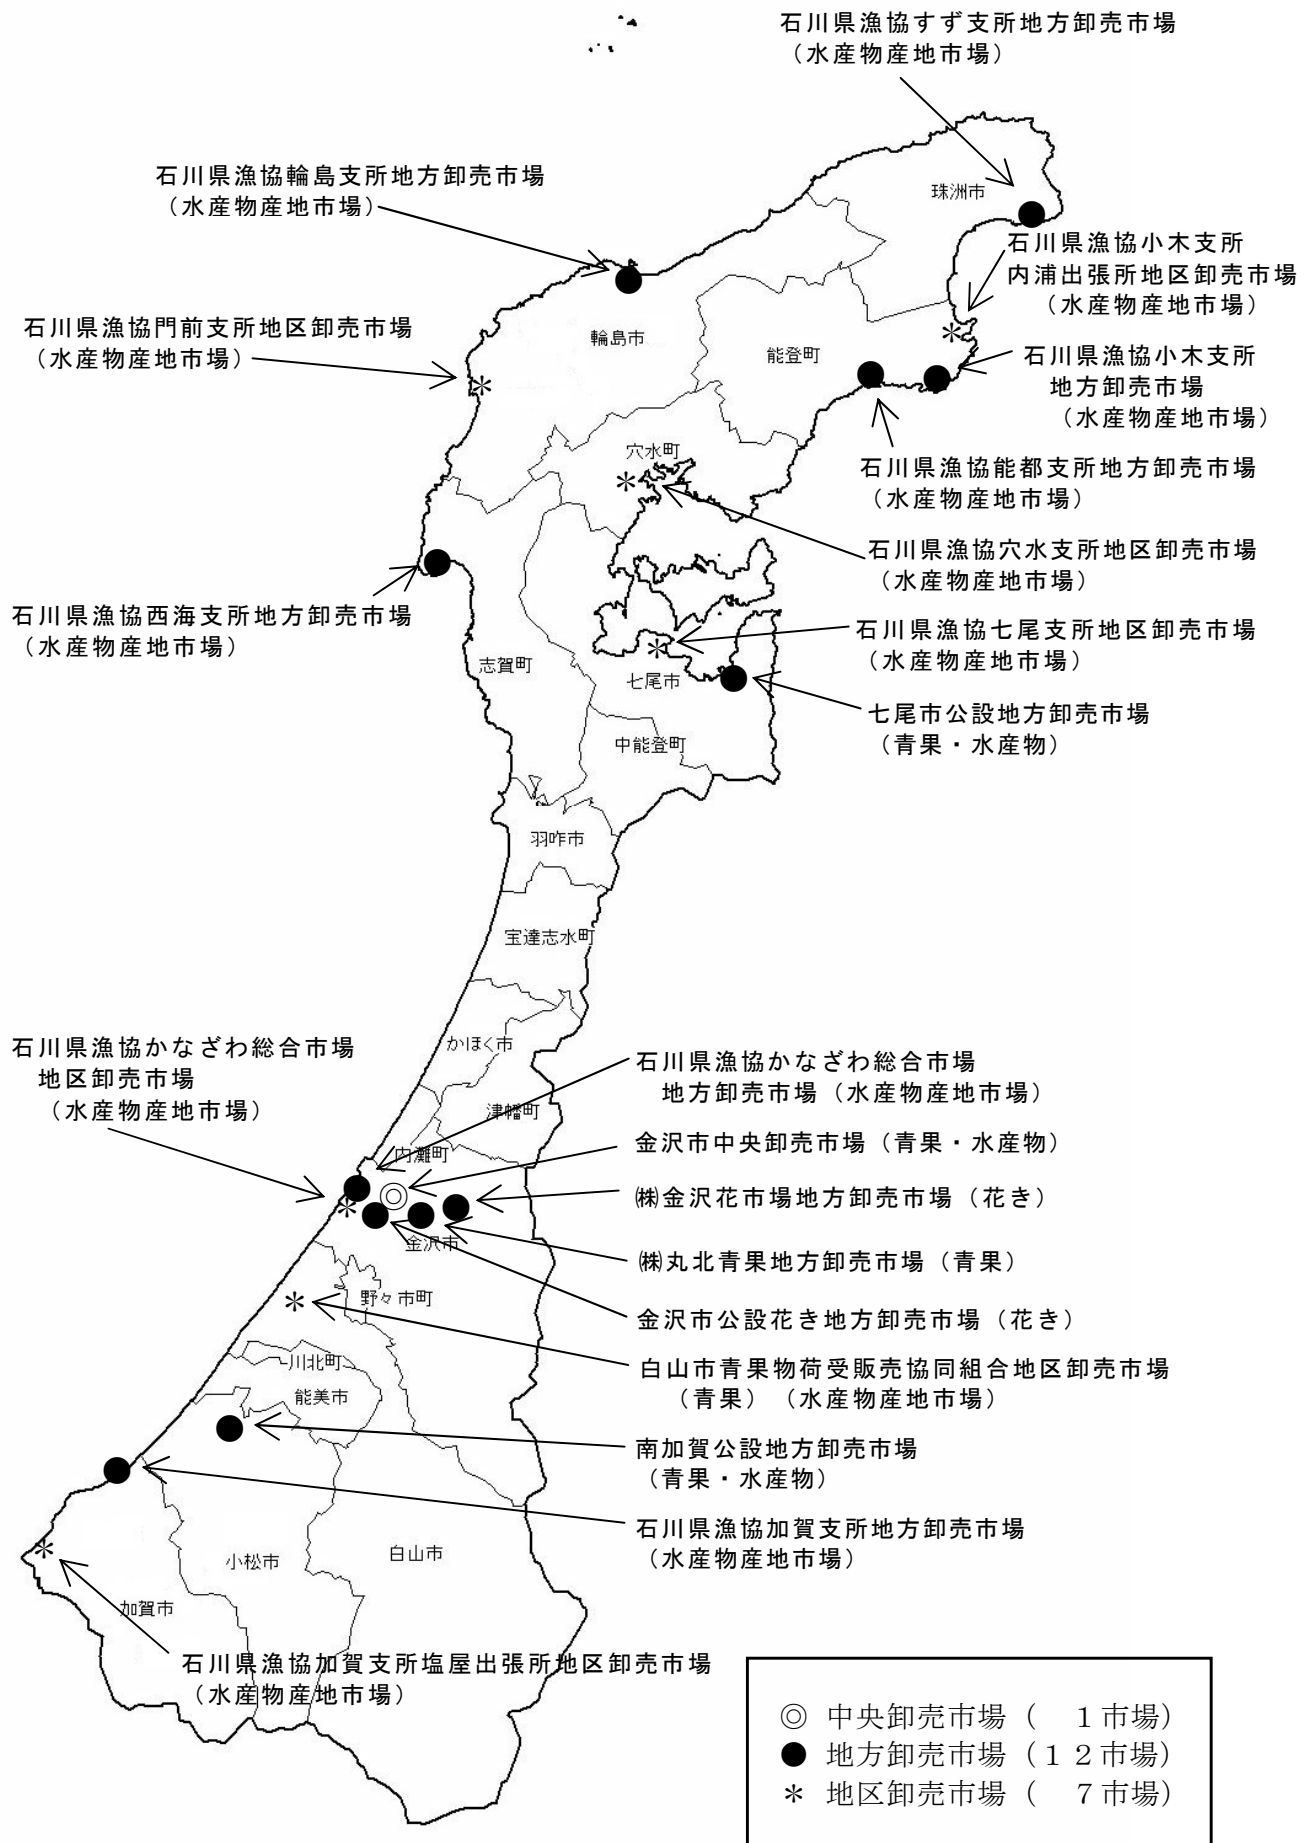 石川県漁協すず支所地方卸売市場
（水産物産地市場）
石川県漁協輪島支所地方卸売市場
（水産物産地市場）
珠洲市
石川県漁協小木支所
内浦出張所地区卸売市場
（水産物産地市場）
石川県漁協門前支所地区卸売市場
（水産物産地市場）
輪島市
能登町
石川県漁協小木支所
地方卸売市場
（水産物産地市場）
穴水町
石川県漁協能都支所地方卸売市場
（水産物産地市場）
石川県漁協穴水支所地区卸売市場
（水産物産地市場）
石川県漁協西海支所地方卸売市場
（水産物産地市場）
石川県漁協七尾支所地区卸売市場
（水産物産地市場）
志賀町
七尾市
七尾市公設地方卸売市場
（青果・水産物）
中能登町
羽咋市
宝達志水町
かほく市
石川県漁協かなざわ総合市場
地区卸売市場
（水産物産地市場）
石川県漁協かなざわ総合市場
地方卸売市場（水産物産地市場）
津幡町
金沢市中央卸売市場（青果・水産物）
内灘町
㈱金沢花市場地方卸売市場（花き）
金沢市
㈱丸北青果地方卸売市場（青果）
野々市町
金沢市公設花き地方卸売市場（花き）
川北町
白山市青果物荷受販売協同組合地区卸売市場
（青果）（水産物産地市場）
能美市
南加賀公設地方卸売市場
（青果・水産物）
石川県漁協加賀支所地方卸売市場
（水産物産地市場）
小松市
白山市
加賀市
石川県漁協加賀支所塩屋出張所地区卸売市場
（水産物産地市場）
◎ 中央卸売市場（　１市場）
● 地方卸売市場（１２市場）
＊ 地区卸売市場（　７市場）